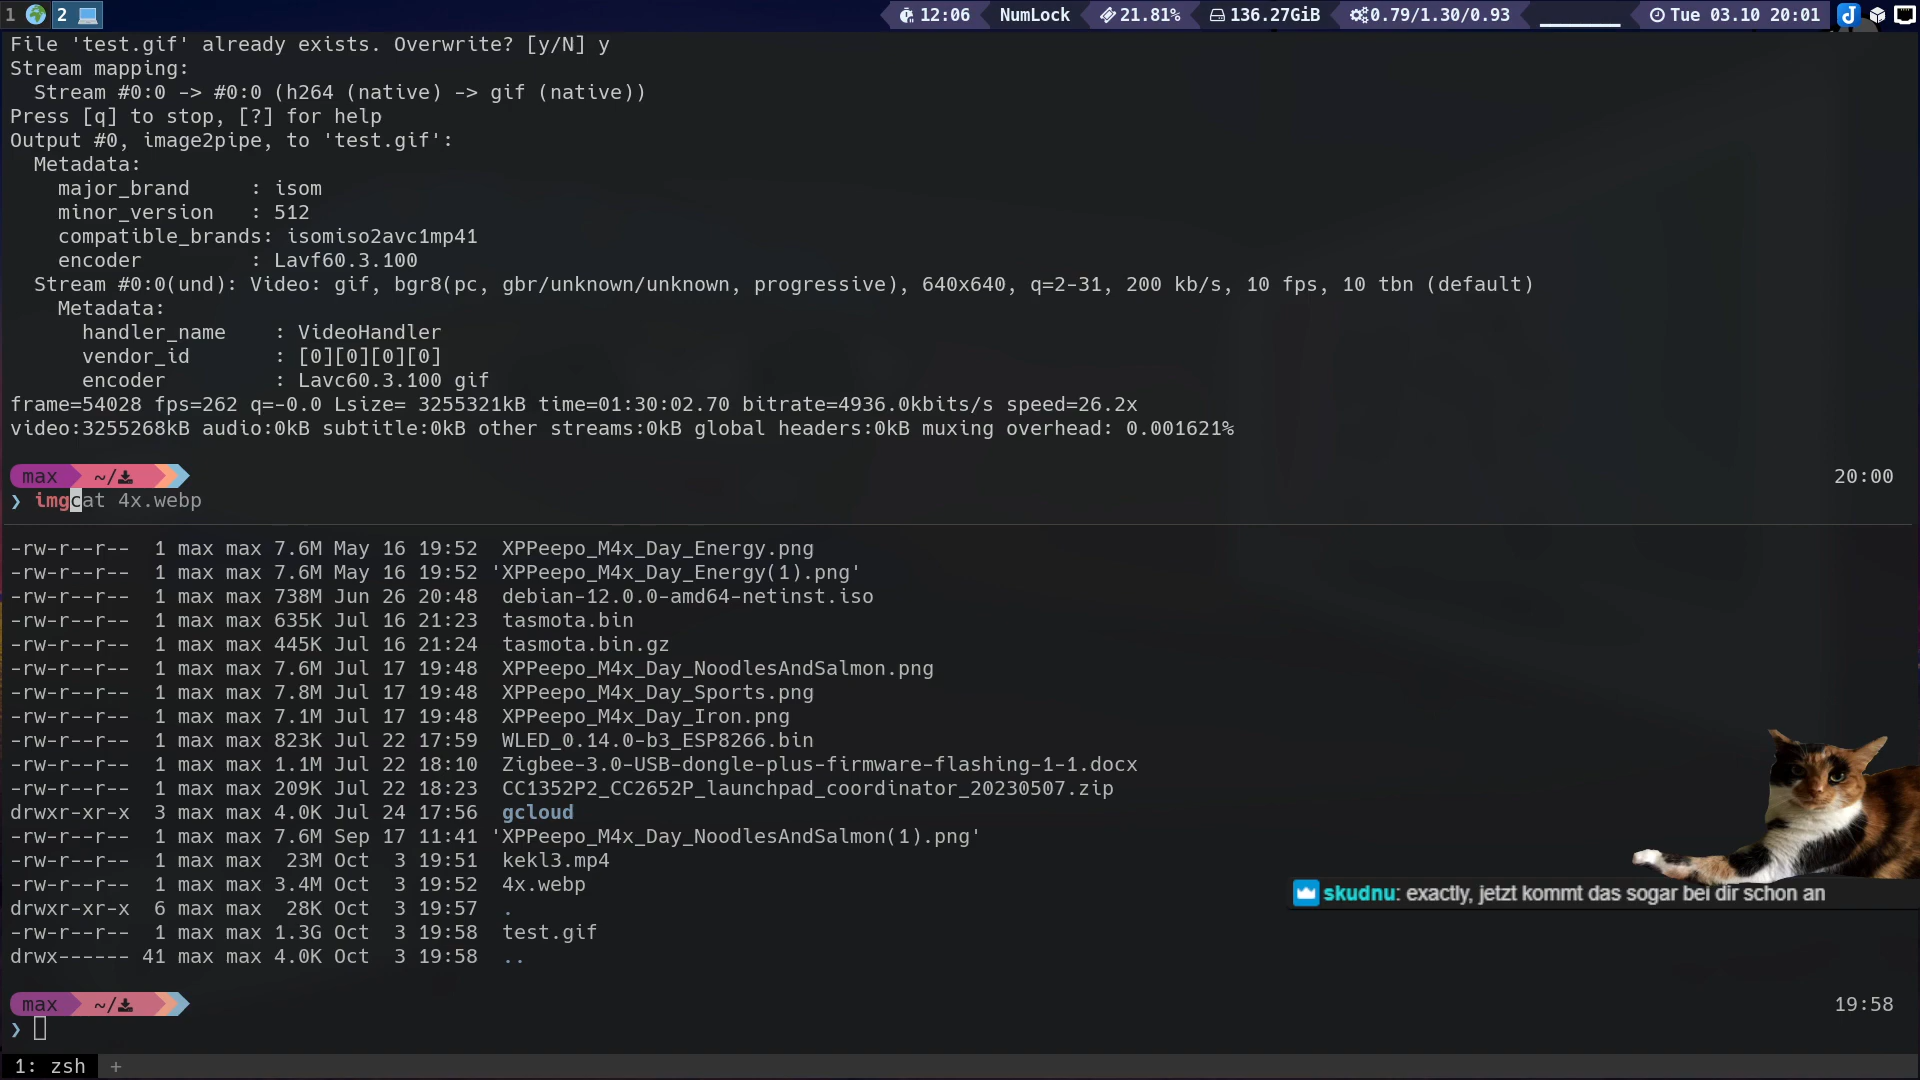 1 2 12:06 NumLock 21.81% 136.27GiB 0.79/1.30/0.93 Tue 03.10 20:01
File 'test.gif' already exists. Overwrite? [y/N] y
Stream mapping:
Stream #0:0 -> #0:0 (h264 (native) -> gif (native))
Press [q] to stop, [?] for help
Output #0, image2pipe, to 'test.gif':
Metadata:
major_brand : isom
minor_version : 512
compatible_brands: isomiso2avc1mp41
encoder : Lavf60.3.100
Stream #0:0(und): Video: gif, bgr8(pc, gbr/unknown/unknown, progressive), 640x640, q=2-31, 200 kb/s, 10 fps, 10 tbn (default)
Metadata:
handler_name : VideoHandler
vendor_id : [0][0][0][0]
encoder : Lavc60.3.100 gif
frame=54028 fps=262 q=-0.0 Lsize= 3255321kB time=01:30:02.70 bitrate=4936.0kbits/s speed=26.2x
video:3255268kB audio:0kB subtitle:0kB other streams:0kB global headers:0kB muxing overhead: 0.001621%
max ~/ 20:00
❯ imgcat 4x.webp
-rw-r--r-- 1 max max 7.6M May 16 19:52 XPPeepo_M4x_Day_Energy.png
-rw-r--r-- 1 max max 7.6M May 16 19:52 'XPPeepo_M4x_Day_Energy(1).png'
-rw-r--r-- 1 max max 738M Jun 26 20:48 debian-12.0.0-amd64-netinst.iso
-rw-r--r-- 1 max max 635K Jul 16 21:23 tasmota.bin
-rw-r--r-- 1 max max 445K Jul 16 21:24 tasmota.bin.gz
-rw-r--r-- 1 max max 7.6M Jul 17 19:48 XPPeepo_M4x_Day_NoodlesAndSalmon.png
-rw-r--r-- 1 max max 7.8M Jul 17 19:48 XPPeepo_M4x_Day_Sports.png
-rw-r--r-- 1 max max 7.1M Jul 17 19:48 XPPeepo_M4x_Day_Iron.png
-rw-r--r-- 1 max max 823K Jul 22 17:59 WLED_0.14.0-b3_ESP8266.bin
-rw-r--r-- 1 max max 1.1M Jul 22 18:10 Zigbee-3.0-USB-dongle-plus-firmware-flashing-1-1.docx
-rw-r--r-- 1 max max 209K Jul 22 18:23 CC1352P2_CC2652P_launchpad_coordinator_20230507.zip
drwxr-xr-x 3 max max 4.0K Jul 24 17:56 gcloud
-rw-r--r-- 1 max max 7.6M Sep 17 11:41 'XPPeepo_M4x_Day_NoodlesAndSalmon(1).png'
-rw-r--r-- 1 max max 23M Oct 3 19:51 kekl3.mp4
-rw-r--r-- 1 max max 3.4M Oct 3 19:52 4x.webp
skudnu: exactly, jetzt kommt das sogar bei dir schon an
drwxr-xr-x 6 max max 28K Oct 3 19:57 .
-rw-r--r-- 1 max max 1.3G Oct 3 19:58 test.gif
drwx------ 41 max max 4.0K Oct 3 19:58 ..
max ~/ 19:58
❯
1: zsh +